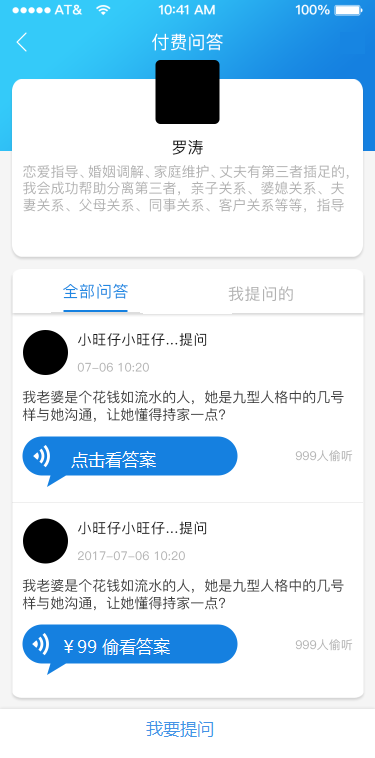 AT&T 10:41 AM 100%
付费问答
罗涛
恋爱指导、婚姻调解、家庭维护、丈夫有第三者插足的，
我会成功帮助分离第三者，亲子关系、婆媳关系、夫
妻关系、父母关系、同事关系、客户关系等等，指导
全部问答 我提问的
小旺仔小旺仔...提问
07-06 10:20
我老婆是个花钱如流水的人，她是九型人格中的几号
样与她沟通，让她懂得持家一点？
点击看答案 999人偷听
小旺仔小旺仔...提问
2017-07-06 10:20
我老婆是个花钱如流水的人，她是九型人格中的几号
样与她沟通，让她懂得持家一点？
￥99 偷看答案 999人偷听
我要提问